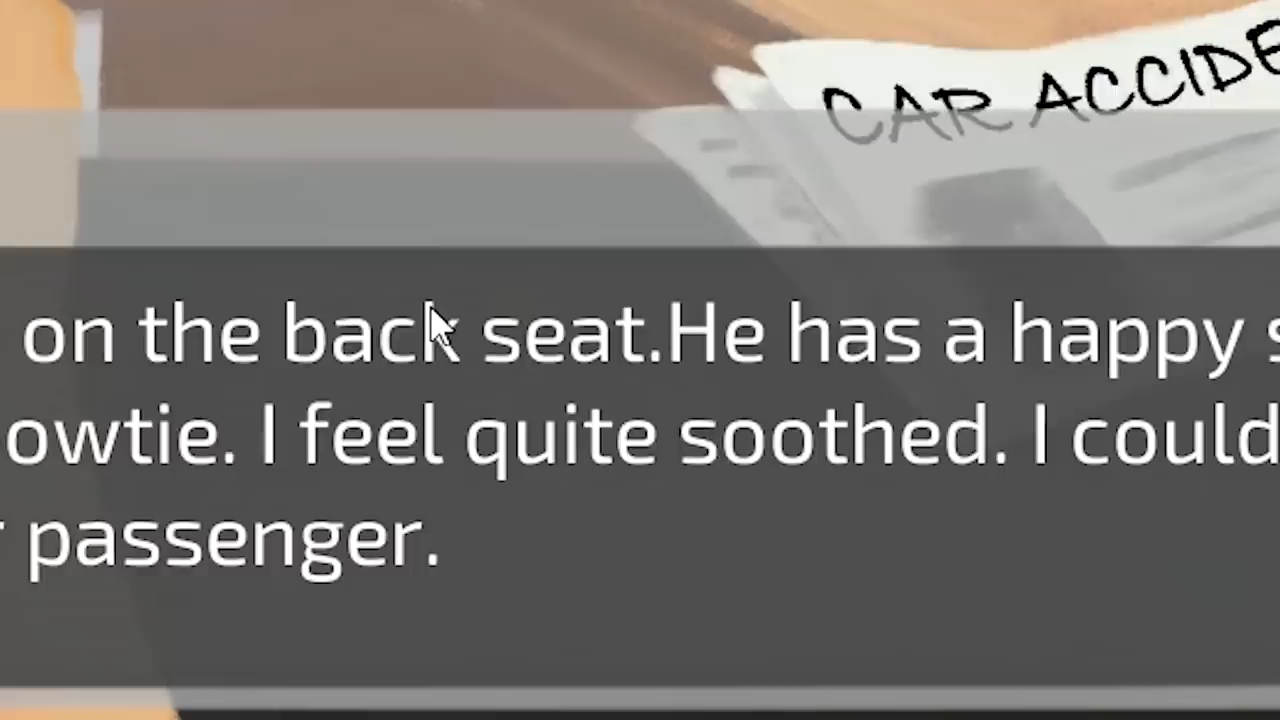 CAR ACCIDE
on the back seat.He has a happy s
owtie. I feel quite soothed. I could
r passenger.